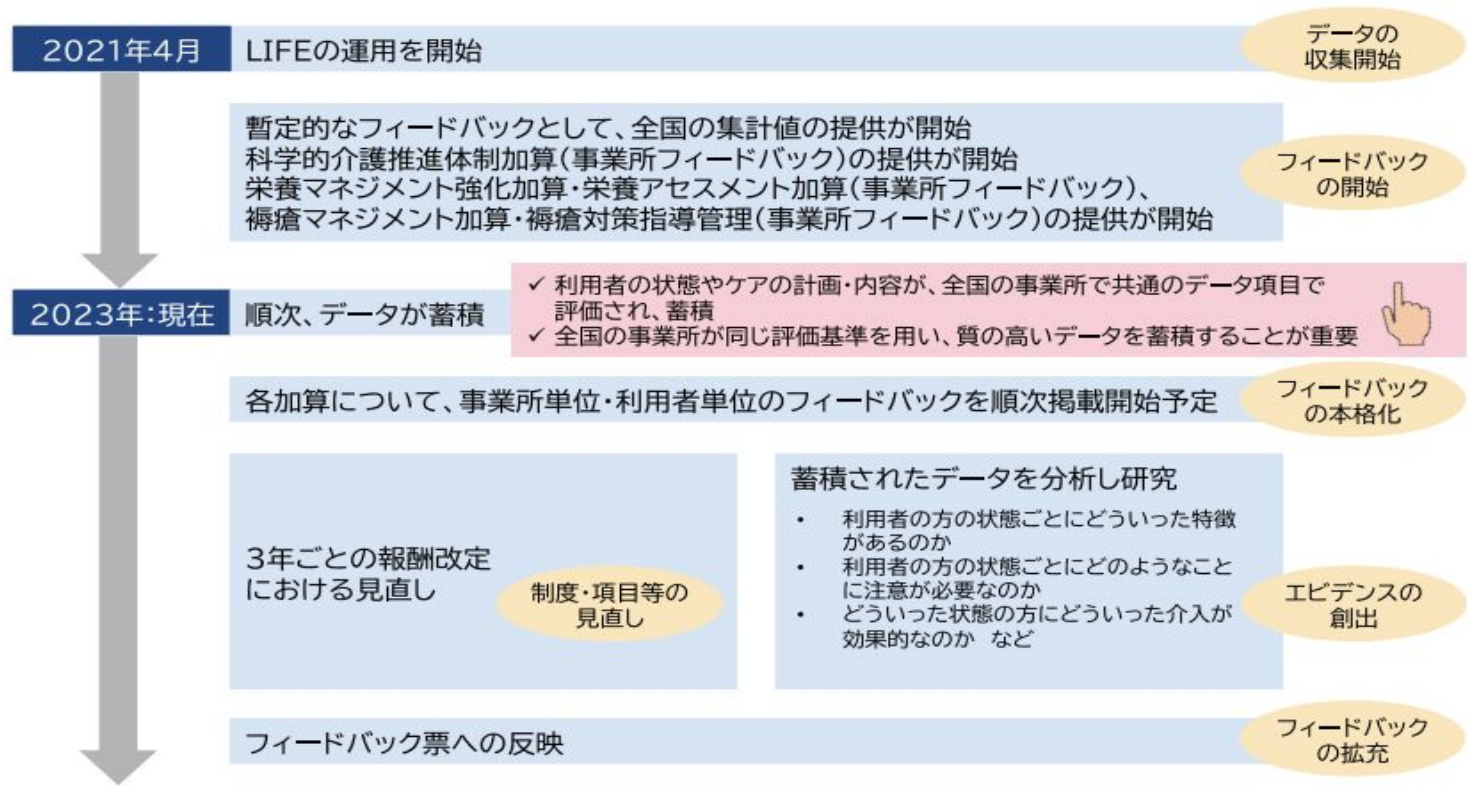 2021年4月
LIFEの運用を開始
データの
収集開始
暫定的なフィードバックとして、全国の集計値の提供が開始
科学的介護推進体制加算(事業所フィードバック)の提供が開始
栄養マネジメント強化加算・栄養アセスメント加算(事業所フィードバック)、
褥瘡マネジメント加算・褥瘡対策指導管理(事業所フィードバック)の提供が開始
フィードバック
の開始
2023年:現在
順次、データが蓄積
✓ 利用者の状態やケアの計画・内容が、全国の事業所で共通のデータ項目で
評価され、蓄積
✓ 全国の事業所が同じ評価基準を用い、質の高いデータを蓄積することが重要
各加算について、事業所単位・利用者単位のフィードバックを順次掲載開始予定
フィードバック
の本格化
3年ごとの報酬改定
における見直し
制度・項目等の
見直し
蓄積されたデータを分析し研究
• 利用者の方の状態ごとにどういった特徴
があるのか
• 利用者の方の状態ごとにどのようなこと
に注意が必要なのか
• どういった状態の方にどういった介入が
効果的なのか など
エビデンスの
創出
フィードバック票への反映
フィードバック
の拡充